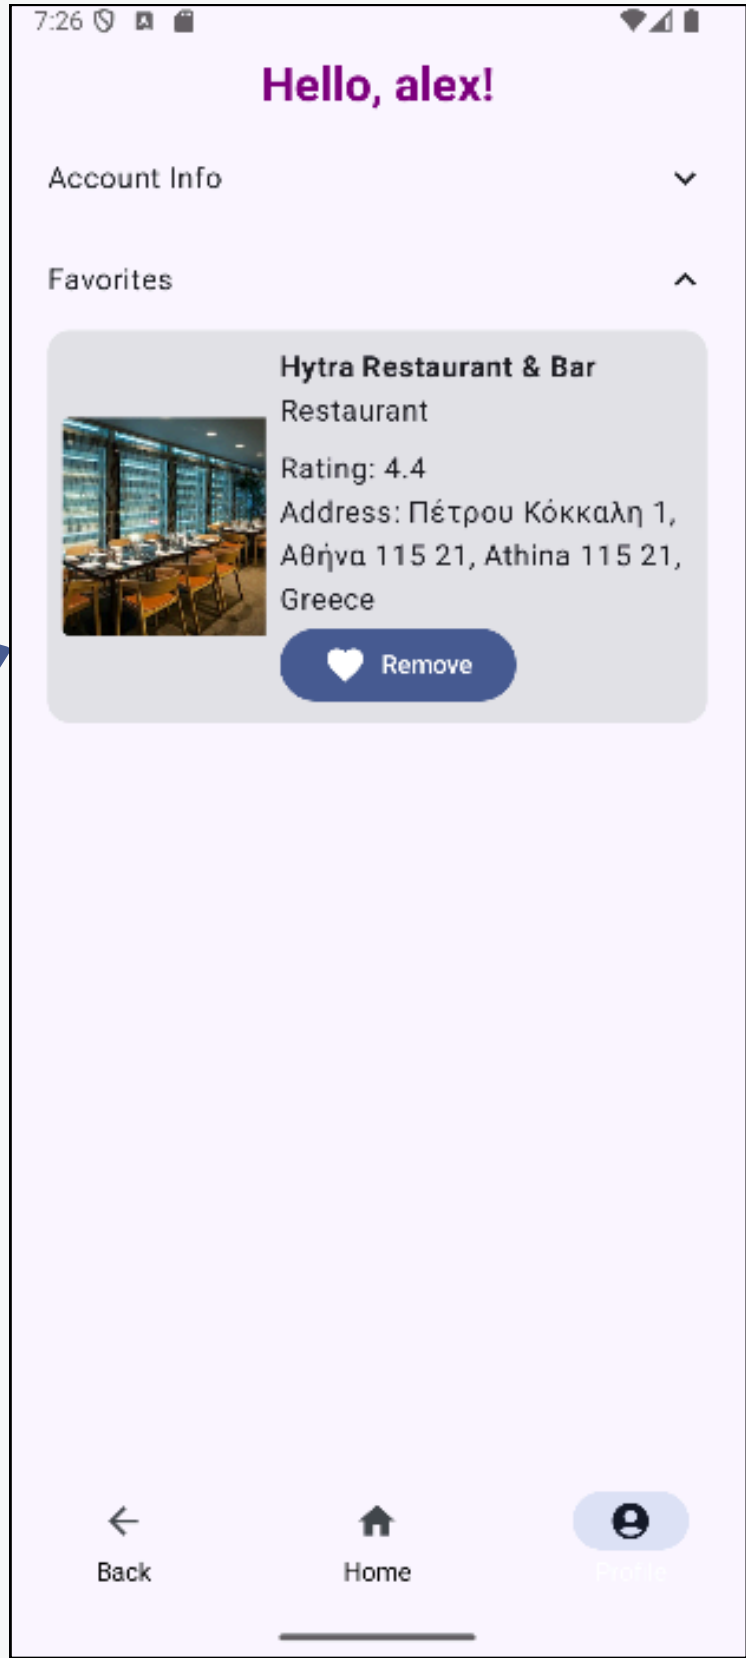 7:26
Hello, alex!
Account Info
Favorites
Hytra Restaurant & Bar
Restaurant
Rating: 4.4
Address: Πέτρου Κόκκαλη 1,
Αθήνα 115 21, Athina 115 21,
Greece
Remove
Back
Home
Profile